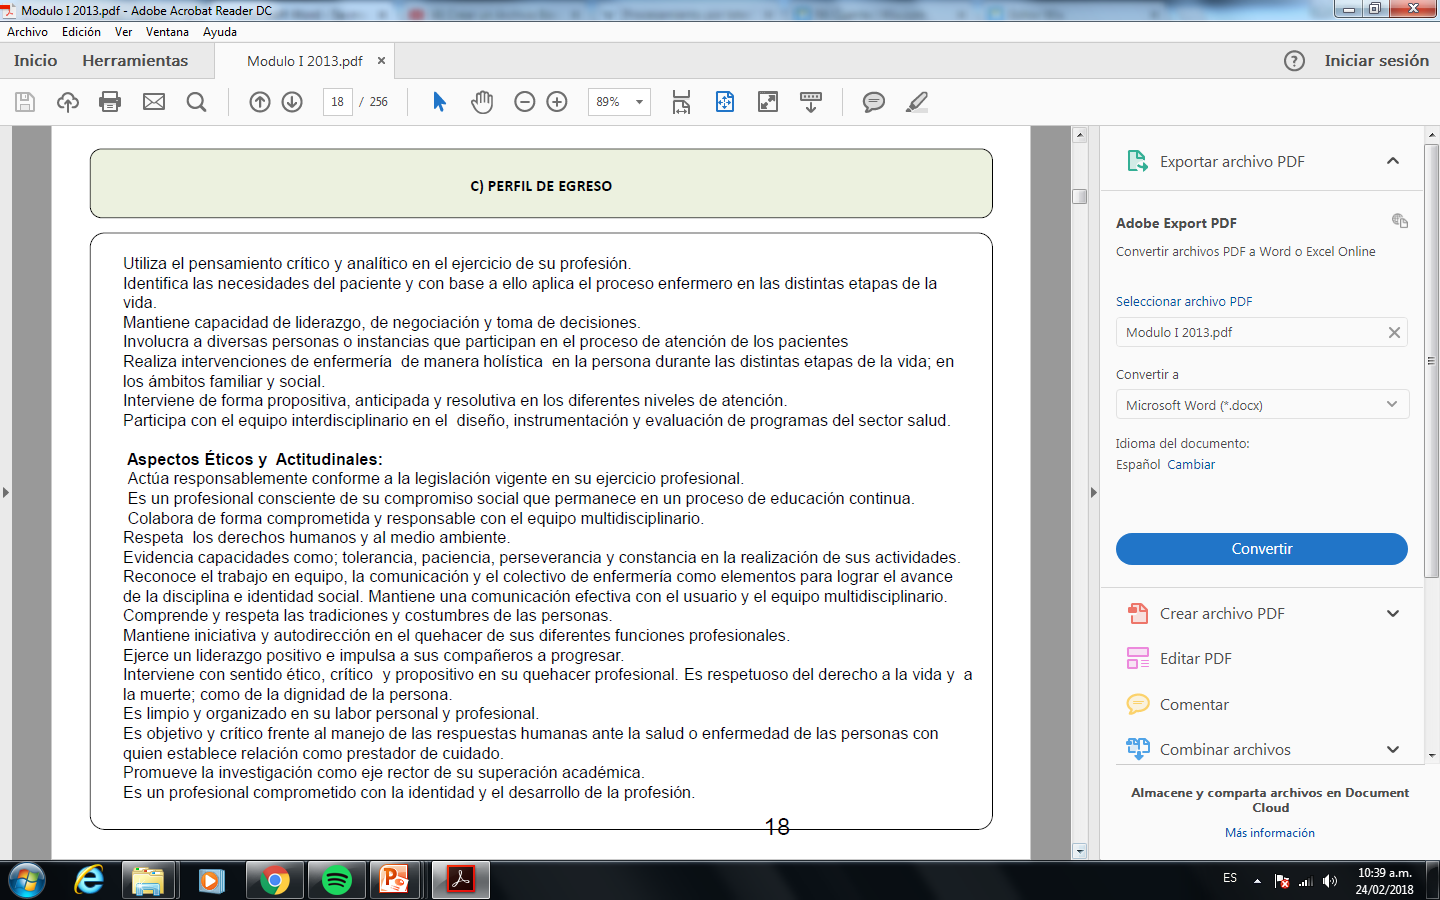 Modulo I 2013.pdf - Adobe Acrobat Reader DC
Archivo Edición Ver Ventana Ayuda
Inicio Herramientas Modulo I 2013.pdf × Iniciar sesión
18 / 256 89%
C) PERFIL DE EGRESO
Utiliza el pensamiento crítico y analítico en el ejercicio de su profesión.
Identifica las necesidades del paciente y con base a ello aplica el proceso enfermero en las distintas etapas de la
vida.
Mantiene capacidad de liderazgo, de negociación y toma de decisiones.
Involucra a diversas personas o instancias que participan en el proceso de atención de los pacientes
Realiza intervenciones de enfermería de manera holística en la persona durante las distintas etapas de la vida; en
los ámbitos familiar y social.
Interviene de forma propositiva, anticipada y resolutiva en los diferentes niveles de atención.
Participa con el equipo interdisciplinario en el diseño, instrumentación y evaluación de programas del sector salud.
Aspectos Éticos y Actitudinales:
Actúa responsablemente conforme a la legislación vigente en su ejercicio profesional.
Es un profesional consciente de su compromiso social que permanece en un proceso de educación continua.
Colabora de forma comprometida y responsable con el equipo multidisciplinario.
Respeta los derechos humanos y al medio ambiente.
Evidencia capacidades como; tolerancia, paciencia, perseverancia y constancia en la realización de sus actividades.
Reconoce el trabajo en equipo, la comunicación y el colectivo de enfermería como elementos para lograr el avance
de la disciplina e identidad social. Mantiene una comunicación efectiva con el usuario y el equipo multidisciplinario.
Comprende y respeta las tradiciones y costumbres de las personas.
Mantiene iniciativa y autodirección en el quehacer de sus diferentes funciones profesionales.
Ejerce un liderazgo positivo e impulsa a sus compañeros a progresar.
Interviene con sentido ético, crítico y propositivo en su quehacer profesional. Es respetuoso del derecho a la vida y a
la muerte; como de la dignidad de la persona.
Es limpio y organizado en su labor personal y profesional.
Es objetivo y crítico frente al manejo de las respuestas humanas ante la salud o enfermedad de las personas con
quien establece relación como prestador de cuidado.
Promueve la investigación como eje rector de su superación académica.
Es un profesional comprometido con la identidad y el desarrollo de la profesión.
18
Exportar archivo PDF
Adobe Export PDF
Convertir archivos PDF a Word o Excel Online
Seleccionar archivo PDF
Modulo I 2013.pdf
Convertir a
Microsoft Word (*.docx)
Idioma del documento:
Español Cambiar
Convertir
Crear archivo PDF
Editar PDF
Comentar
Combinar archivos
Almacene y comparta archivos en Document
Cloud
Más información
ES
10:39 a.m.
24/02/2018